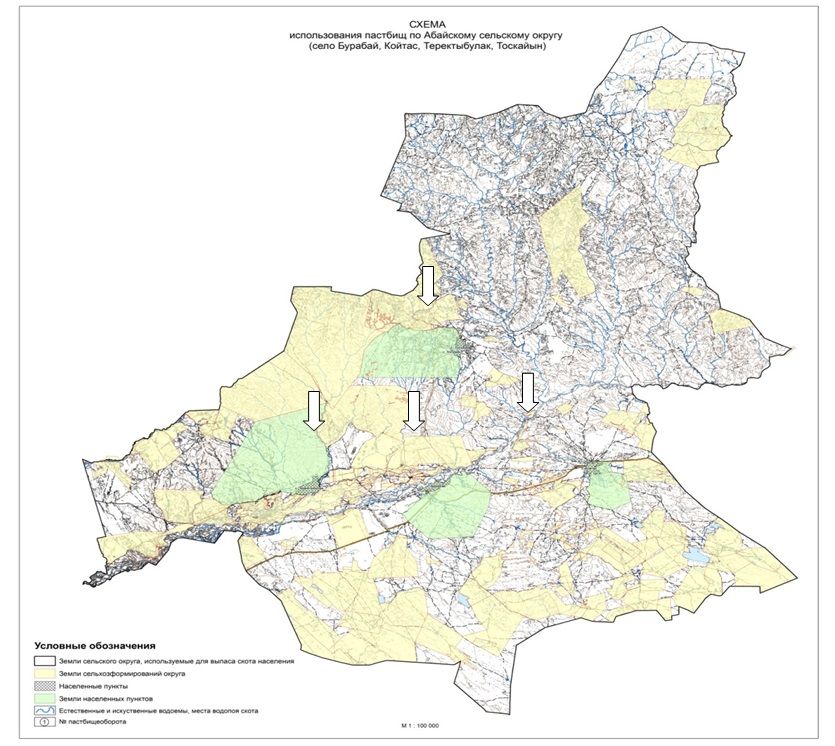 СХЕМА
использования пастбищ по Абайскому сельскому округу
(село Бурабай, Койтас, Теректыбулак, Тоскайын)
Условные обозначения
Земли сельского округа, используемые для выпаса скота населения
Земли сельхозформирований округа
Населенные пункты
Земли населенных пунктов
Естественные и искуственные водоемы, места водопоя скота
1 № пастбищеоборота
М 1 : 100 000